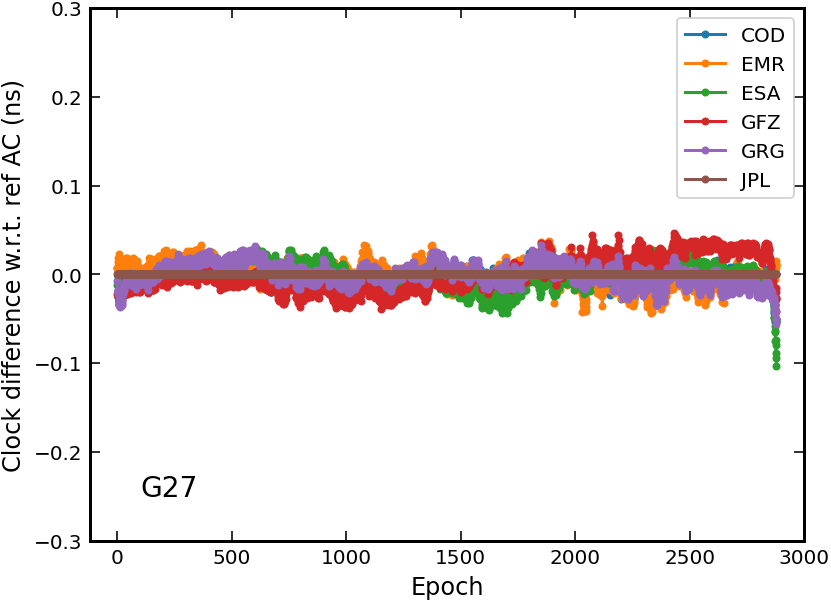 0.3
0.2
0.1
0.0
−0.1
−0.2
−0.3
Clock difference w.r.t. ref AC (ns)
COD
EMR
ESA
GFZ
GRG
JPL
G27
0 500 1000 1500 2000 2500 3000
Epoch